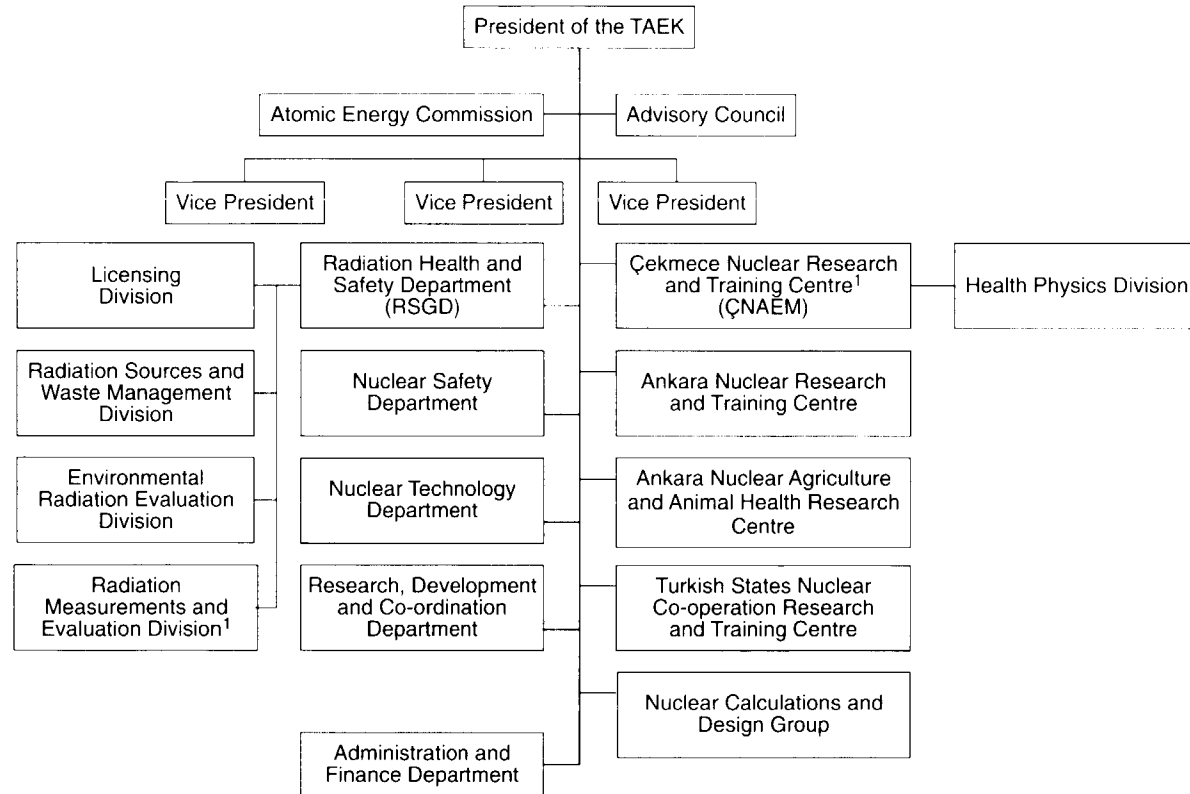 President of the TAEK
Atomic Energy Commission
Advisory Council
Vice President
Vice President
Vice President
Licensing
Division
Radiation Health and
Safety Department
(RSGD)
Çekmece Nuclear Research
and Training Centre¹
(ÇNAEM)
Health Physics Division
Radiation Sources and
Waste Management
Division
Nuclear Safety
Department
Ankara Nuclear Research
and Training Centre
Environmental
Radiation Evaluation
Division
Nuclear Technology
Department
Ankara Nuclear Agriculture
and Animal Health Research
Centre
Radiation
Measurements and
Evaluation Division¹
Research, Development
and Co-ordination
Department
Turkish States Nuclear
Co-operation Research
and Training Centre
Nuclear Calculations and
Design Group
Administration and
Finance Department